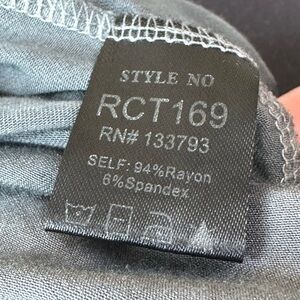 STYLE NO
RCT169
RN# 133793
SELF: 94%Rayon
6%Spandex